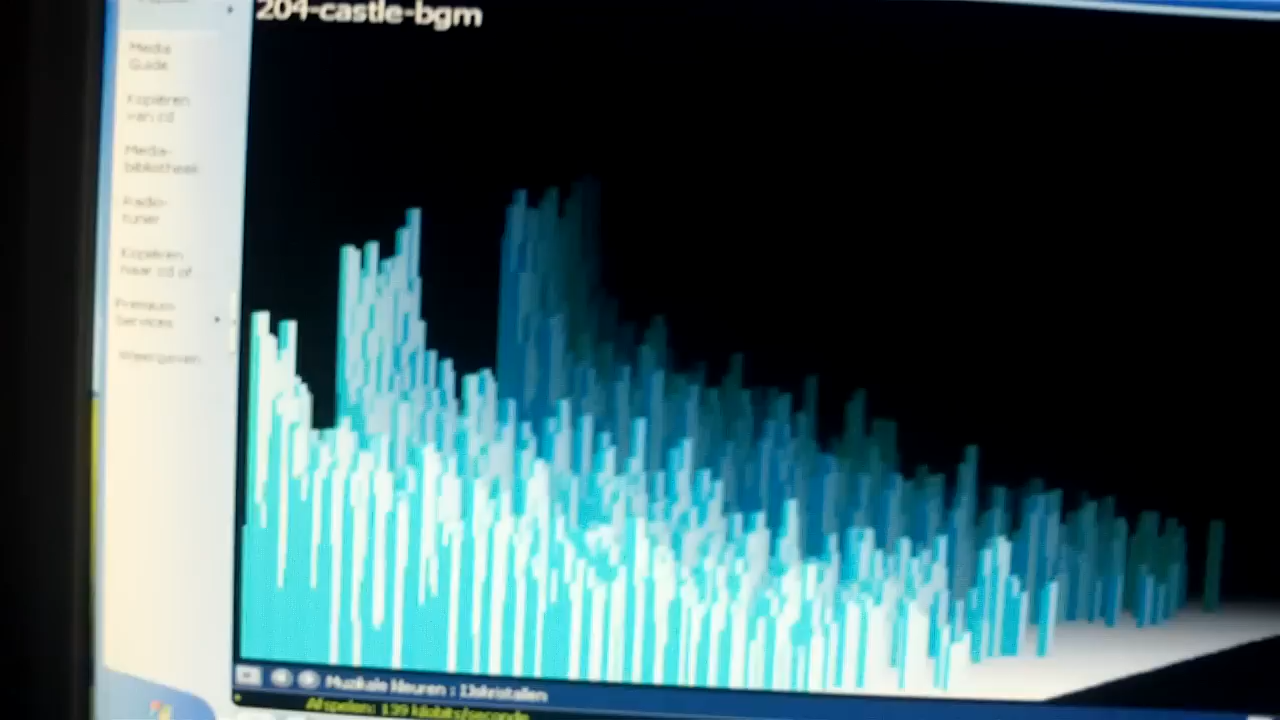 204-castle-bgm
Media
Guide
Kopiëren
van cd
Media-
bibliotheek
Radio-
tuner
Kopiëren
naar cd of
Premium
Services
Weergaven
Muzikale kleuren : IJskristallen
Afspelen: 139 kilobits/seconde